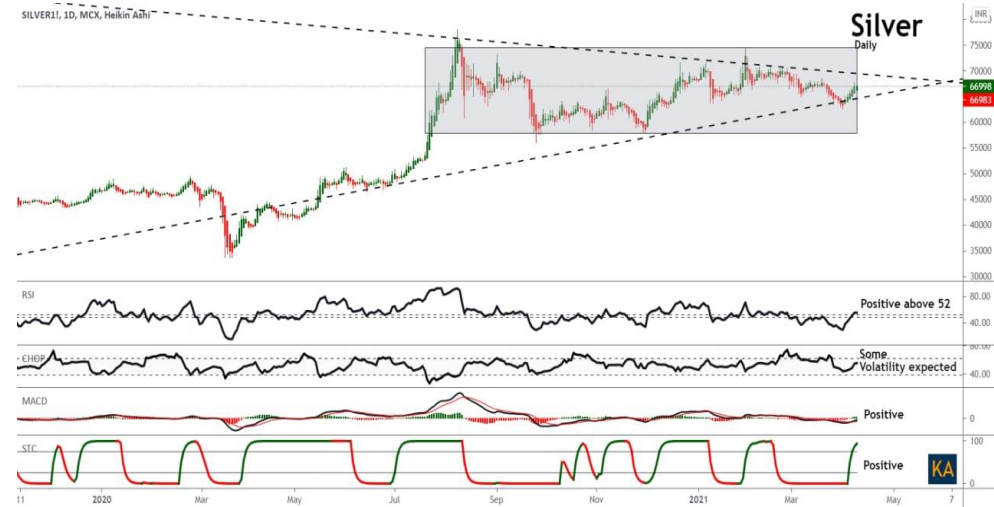 SILVER1!, 1D, MCX, Heikin Ashi
INR
Silver
Daily
75000
70000
66998
66983
60000
55000
50000
45000
40000
35000
30000
RSI
Positive above 52
80.00
40.00
CHOP
Some
Volatility expected
80.00
40.00
MACD
Positive
0
STC
Positive
KA
100
0
11
2020
Mar
May
Jul
Sep
Nov
2021
Mar
May
7